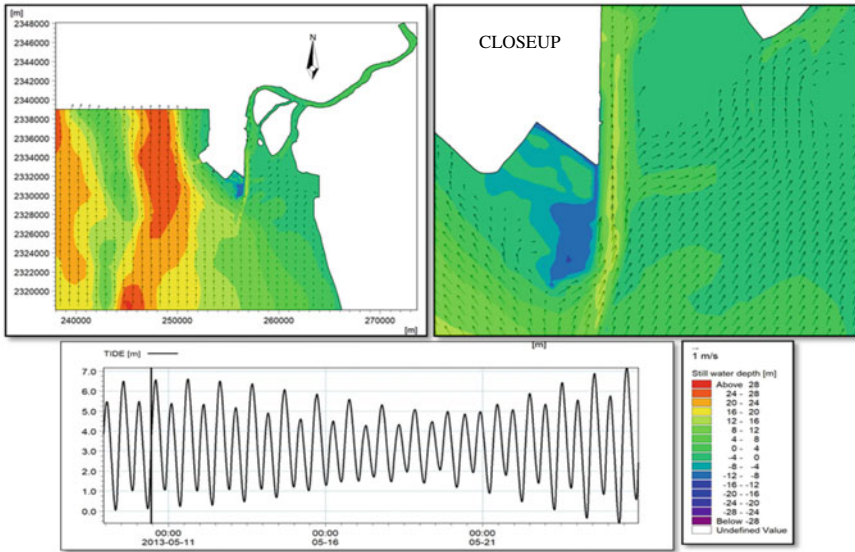 [m]
2348000
2346000
2344000
2342000
2340000
2338000
2336000
2334000
2332000
2330000
2328000
2326000
2324000
2322000
2320000
N
240000 250000 260000 270000
[m]
CLOSEUP
TIDE [m]
[m]
7.0
6.0
5.0
4.0
3.0
2.0
1.0
0.0
00:00 00:00 00:00
2013-05-11 05-16 05-21
1 m/s
Still water depth [m]
Above 28
24 - 28
20 - 24
16 - 20
12 - 16
8 - 12
4 - 8
0 - 4
-4 - 0
-8 - -4
-12 - -8
-16 - -12
-20 - -16
-24 - -20
-28 - -24
Below -28
Undefined Value